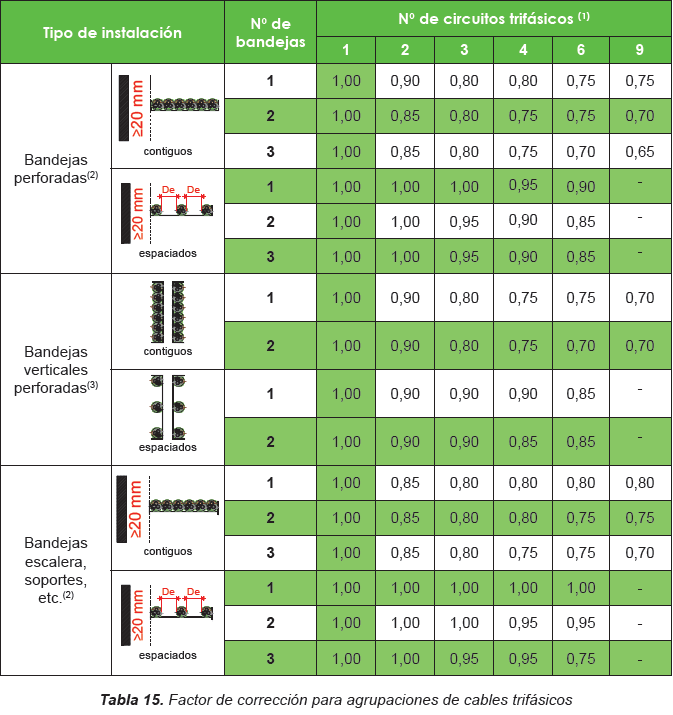 Tipo de instalación
Nº de
bandejas
Nº de circuitos trifásicos (1)
1 2 3 4 6 9
Bandejas
perforadas(2)
≥20 mm
contiguos
1 1,00 0,90 0,80 0,80 0,75 0,75
2 1,00 0,85 0,80 0,75 0,75 0,70
3 1,00 0,85 0,80 0,75 0,70 0,65
≥20 mm
De De
espaciados
1 1,00 1,00 1,00 0,95 0,90 -
2 1,00 1,00 0,95 0,90 0,85 -
3 1,00 1,00 0,95 0,90 0,85 -
Bandejas
verticales
perforadas(3)
contiguos
1 1,00 0,90 0,80 0,75 0,75 0,70
2 1,00 0,90 0,80 0,75 0,70 0,70
espaciados
1 1,00 0,90 0,90 0,90 0,85 -
2 1,00 0,90 0,90 0,85 0,85 -
Bandejas
escalera,
soportes,
etc.(2)
≥20 mm
contiguos
1 1,00 0,85 0,80 0,80 0,80 0,80
2 1,00 0,85 0,80 0,80 0,75 0,75
3 1,00 0,85 0,80 0,75 0,75 0,70
≥20 mm
De De
espaciados
1 1,00 1,00 1,00 1,00 1,00 -
2 1,00 1,00 1,00 0,95 0,95 -
3 1,00 1,00 0,95 0,95 0,75 -
Tabla 15. Factor de corrección para agrupaciones de cables trifásicos